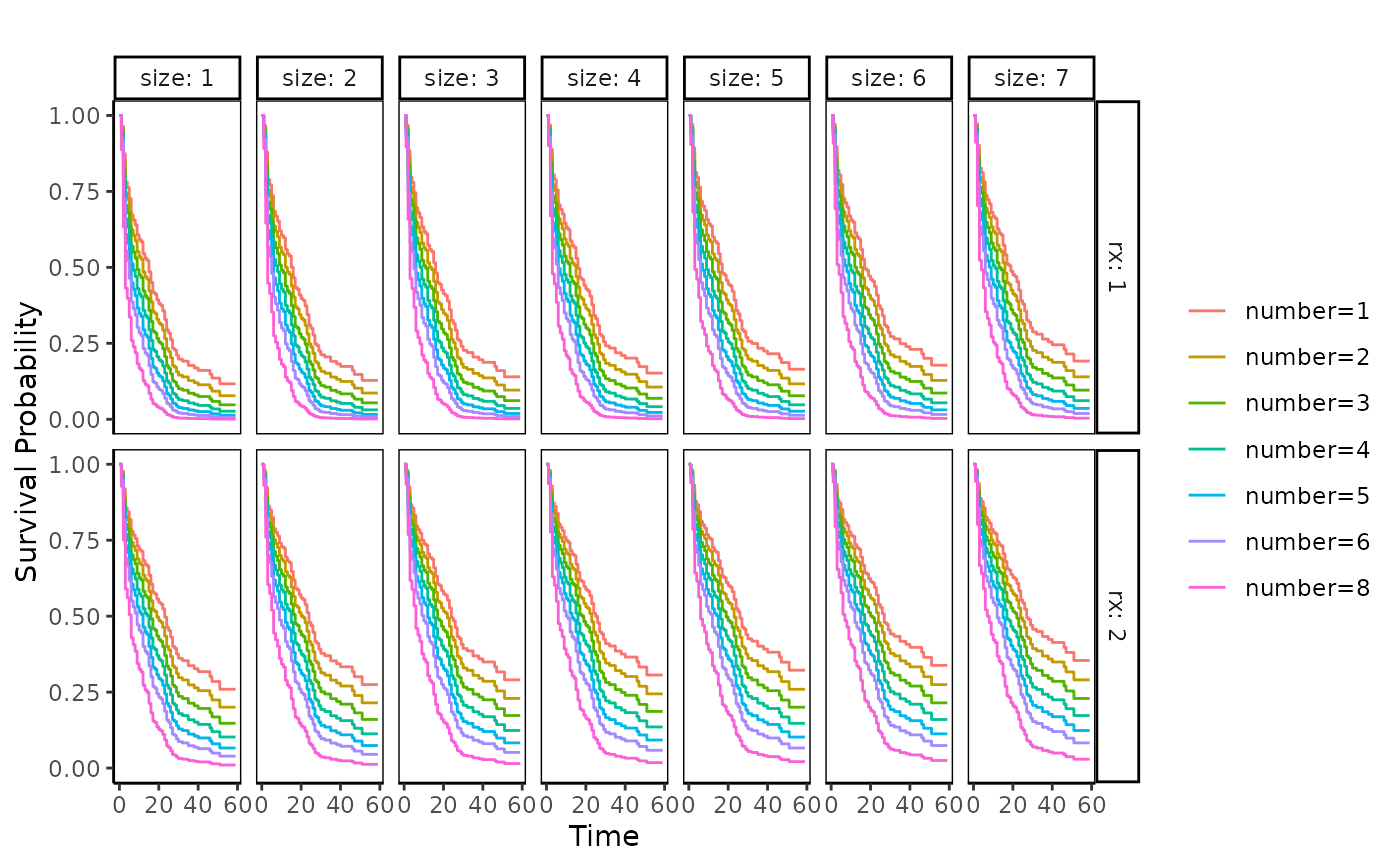 size: 1 size: 2 size: 3 size: 4 size: 5 size: 6 size: 7
1.00
0.75
0.50
0.25
0.00
rx: 1
1.00
0.75
0.50
0.25
0.00
rx: 2
Survival Probability
0 20 40 60 0 20 40 60 0 20 40 60 0 20 40 60 0 20 40 60 0 20 40 60 0 20 40 60
Time
number=1
number=2
number=3
number=4
number=5
number=6
number=8